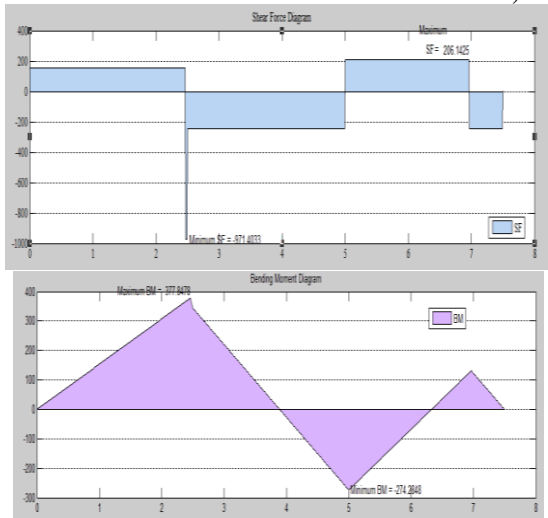 Shear Force Diagram
Maximum
SF = 206.1425
400
200
0
-200
-400
-600
-800
-1000
Minimum SF = -971.4033
SF
0 1 2 3 4 5 6 7 8
Bending Moment Diagram
Maximum BM = 377.8478
400
300
200
100
0
-100
-200
-300
BM
Minimum BM = -274.2848
0 1 2 3 4 5 6 7 8